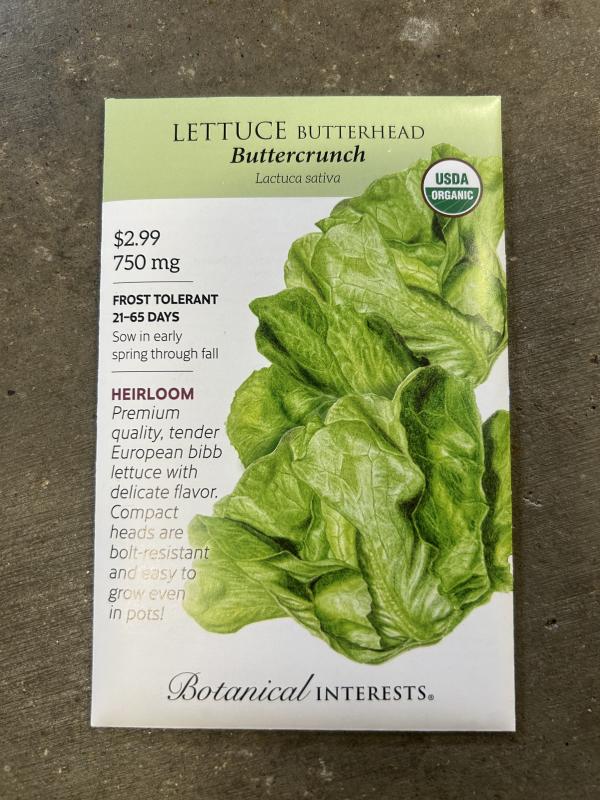 LETTUCE BUTTERHEAD
Buttercrunch
Lactuca sativa
USDA
ORGANIC
$2.99
750 mg
FROST TOLERANT
21–65 DAYS
Sow in early
spring through fall
HEIRLOOM
Premium
quality, tender
European bibb
lettuce with
delicate flavor.
Compact
heads are
bolt-resistant
and easy to
grow even
in pots!
Botanical INTERESTS®